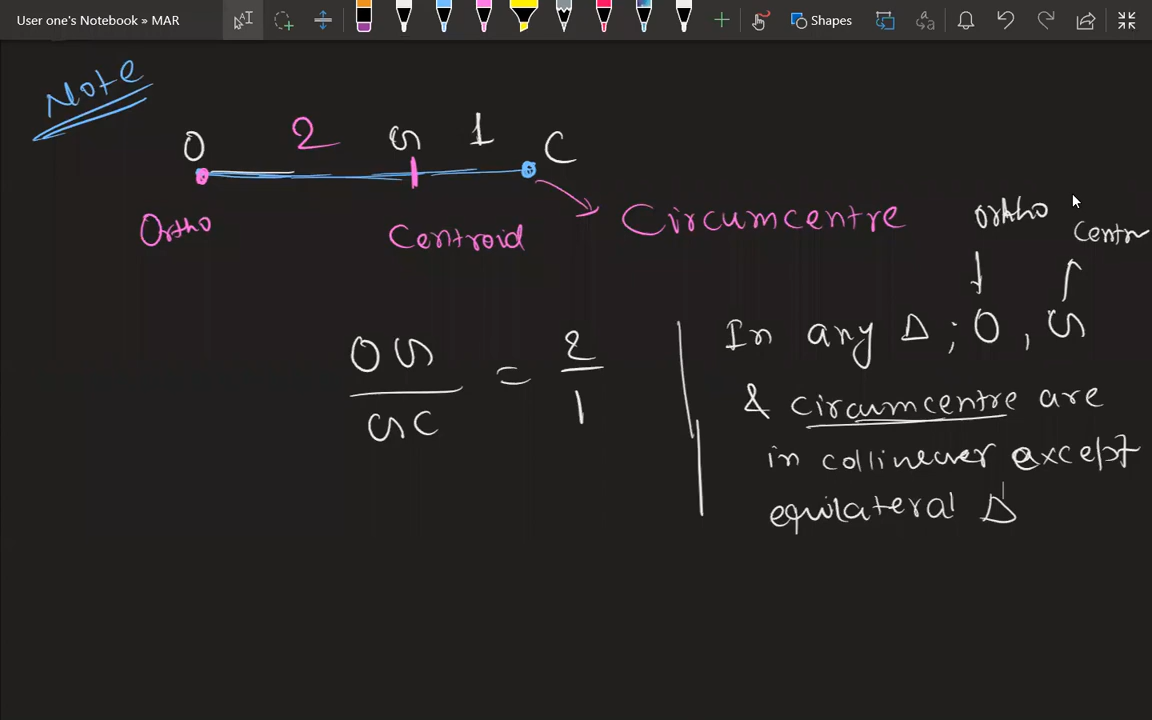 User one's Notebook » MAR
Shapes
Note
O 2 G 1 C
Ortho
Centroid
Circumcentre
OG / GC = 2 / 1
Ortho
Centr
In any Δ ; O , G
& circumcentre are
in collinear except
equilateral Δ